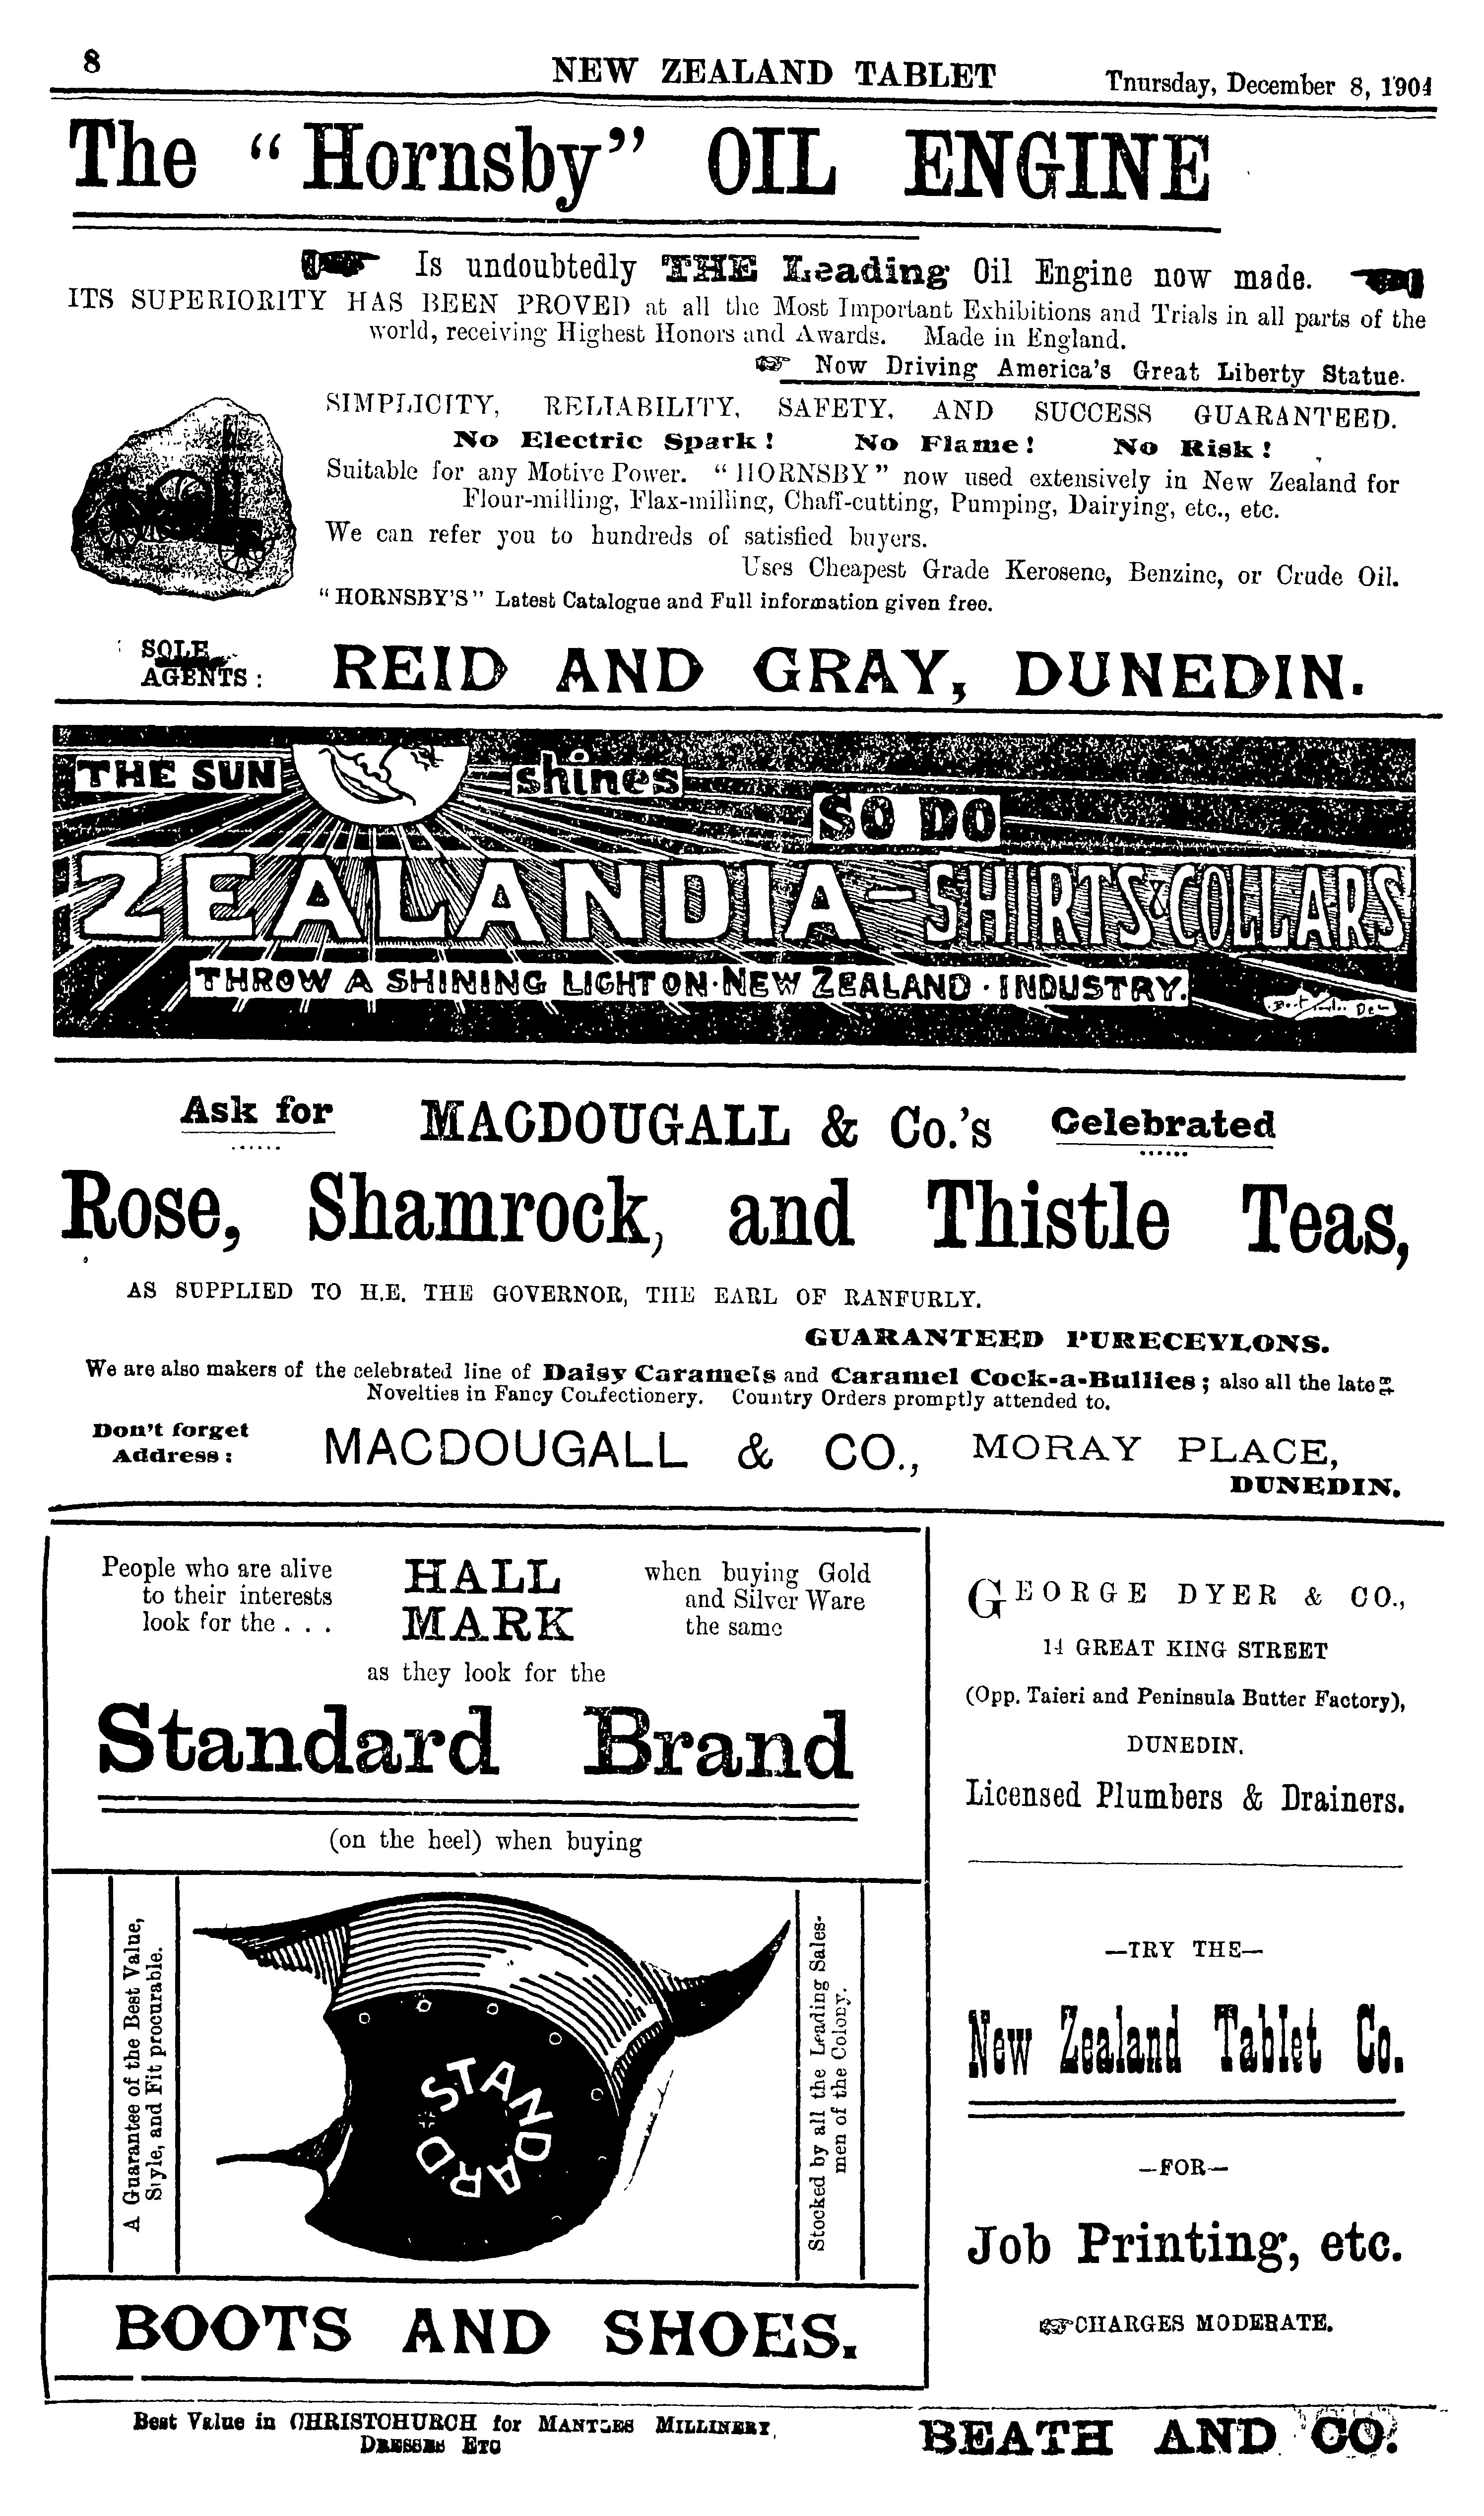 8
NEW ZEALAND TABLET
Tnursday, December 8, 1904
The "Hornsby" OIL ENGINE
Is undoubtedly THE Leading Oil Engine now made.
ITS SUPERIORITY HAS BEEN PROVED at all the Most Important Exhibitions and Trials in all parts of the
world, receiving Highest Honors and Awards. Made in England.
Now Driving America's Great Liberty Statue.
SIMPLICITY, RELIABILITY, SAFETY, AND SUCCESS GUARANTEED.
No Electric Spark! No Flame! No Risk!
Suitable for any Motive Power. "HORNSBY" now used extensively in New Zealand for
Flour-milling, Flax-milling, Chaff-cutting, Pumping, Dairying, etc., etc.
We can refer you to hundreds of satisfied buyers.
Uses Cheapest Grade Kerosene, Benzine, or Crude Oil.
"HORNSBY'S" Latest Catalogue and Full information given free.
SOLE
AGENTS:
REID AND GRAY, DUNEDIN.
THE SUN shines
SO DO
ZEALANDIA-SHIRTS & COLLARS
THROW A SHINING LIGHT ON·NEW ZEALAND·INDUSTRY.
Ask for MACDOUGALL & Co.'s Celebrated
Rose, Shamrock, and Thistle Teas,
AS SUPPLIED TO H.E. THE GOVERNOR, THE EARL OF RANFURLY.
GUARANTEED PURECEYLONS.
We are also makers of the celebrated line of Daisy Caramels and Caramel Cock-a-Bullies; also all the latest
Novelties in Fancy Confectionery. Country Orders promptly attended to.
Don't forget
Address:
MACDOUGALL & CO., MORAY PLACE,
DUNEDIN.
People who are alive
to their interests
look for the . . .
HALL
MARK
when buying Gold
and Silver Ware
the same
as they look for the
Standard Brand
(on the heel) when buying
A Guarantee of the Best Value,
Style, and Fit procurable.
STANDARD
Stocked by all the Leading Sales-
men of the Colony.
BOOTS AND SHOES.
GEORGE DYER & CO.,
14 GREAT KING STREET
(Opp. Taieri and Peninsula Butter Factory),
DUNEDIN.
Licensed Plumbers & Drainers.
—TRY THE—
New Zealand Tablet Co.
—FOR—
Job Printing, etc.
CHARGES MODERATE.
Best Value in CHRISTCHURCH for MANTLES MILLINERY,
DRESSES ETC
BEATH AND CO.